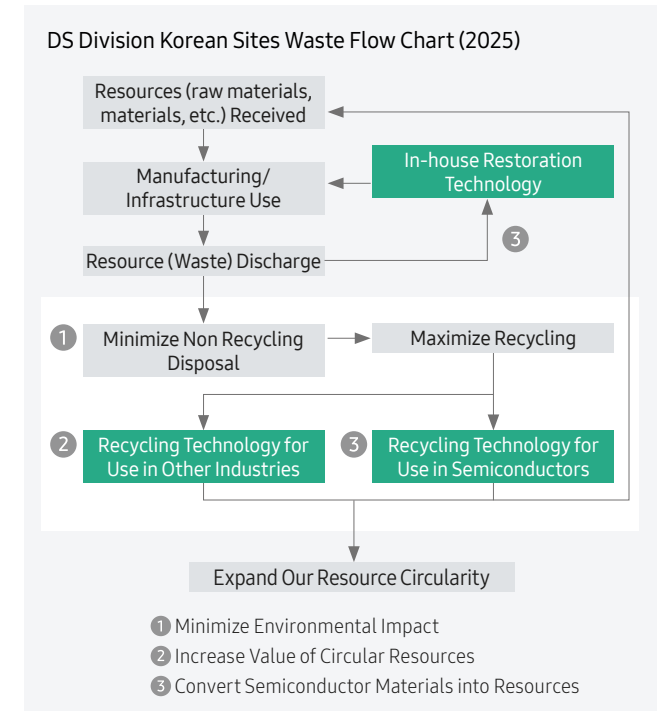 DS Division Korean Sites Waste Flow Chart (2025)
Resources (raw materials,
materials, etc.) Received
In-house Restoration
Technology
Manufacturing/
Infrastructure Use
3
Resource (Waste) Discharge
1
Minimize Non Recycling
Disposal
Maximize Recycling
2
Recycling Technology for
Use in Other Industries
3
Recycling Technology for
Use in Semiconductors
Expand Our Resource Circularity
1 Minimize Environmental Impact
2 Increase Value of Circular Resources
3 Convert Semiconductor Materials into Resources